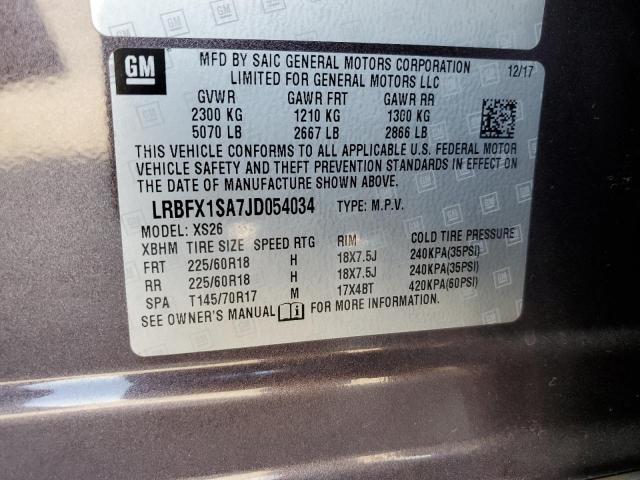 GM
MFD BY SAIC GENERAL MOTORS CORPORATION
LIMITED FOR GENERAL MOTORS LLC
12/17
GVWR GAWR FRT GAWR RR
2300 KG 1210 KG 1300 KG
5070 LB 2667 LB 2866 LB
THIS VEHICLE CONFORMS TO ALL APPLICABLE U.S. FEDERAL MOTOR
VEHICLE SAFETY AND THEFT PREVENTION STANDARDS IN EFFECT ON
THE DATE OF MANUFACTURE SHOWN ABOVE.
LRBFX1SA7JD054034 TYPE: M.P.V.
MODEL: XS26
XBHM TIRE SIZE SPEED RTG RIM COLD TIRE PRESSURE
FRT 225/60R18 H 18X7.5J 240KPA(35PSI)
RR 225/60R18 H 18X7.5J 240KPA(35PSI)
SPA T145/70R17 M 17X4BT 420KPA(60PSI)
SEE OWNER'S MANUAL FOR MORE INFORMATION